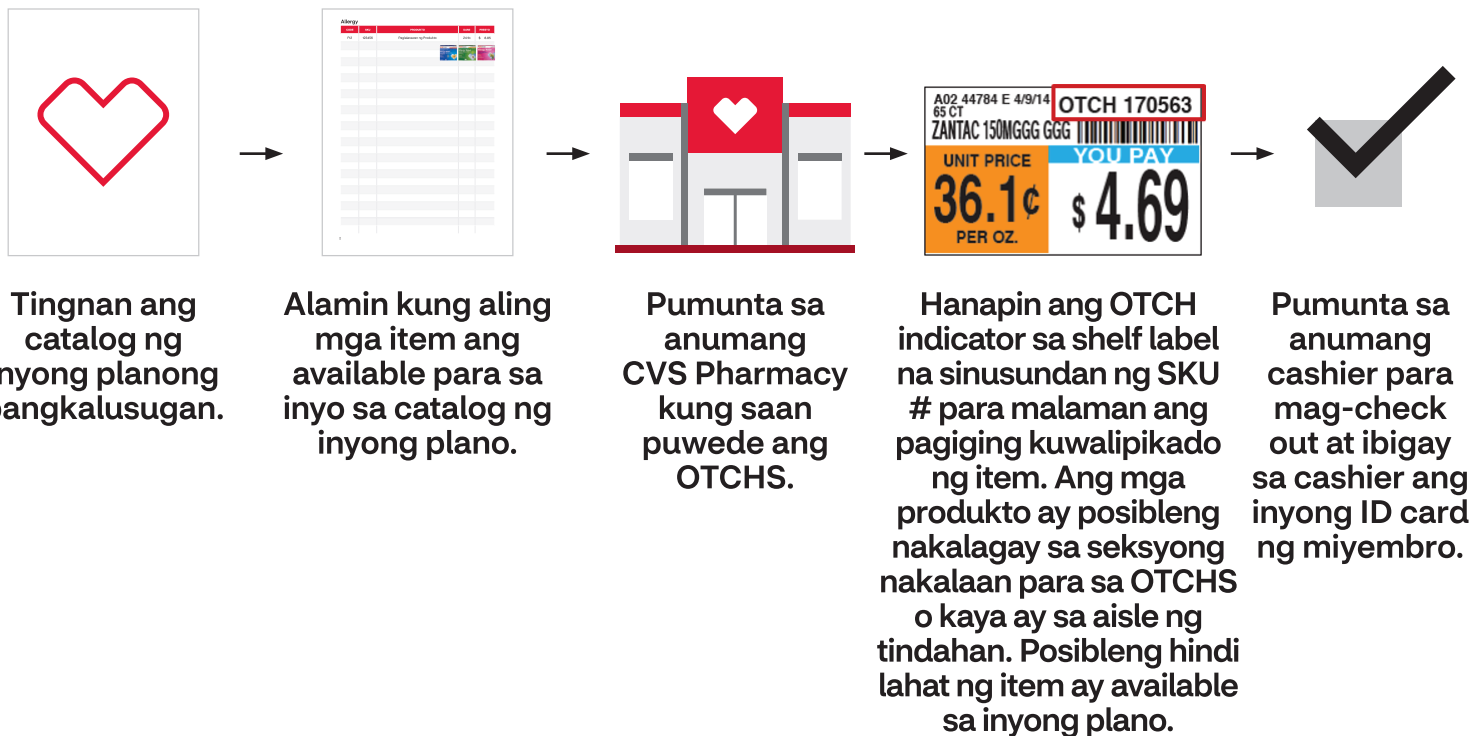 Tingnan ang
catalog ng
inyong planong
pangkalusugan.
Allergy
PRODUKTO
Paglalarawan ng Produkto
Alamin kung aling
mga item ang
available para sa
inyo sa catalog ng
inyong plano.
Pumunta sa
anumang
CVS Pharmacy
kung saan
puwede ang
OTCHS.
A02 44784 E 4/9/14
OTCH 170563
65 CT
ZANTAC 150MGGG GGG
UNIT PRICE
36.1¢
PER OZ.
YOU PAY
$ 4.69
Hanapin ang OTCH
indicator sa shelf label
na sinusundan ng SKU
# para malaman ang
pagiging kuwalipikado
ng item. Ang mga
produkto ay posibleng
nakalagay sa seksyong
nakalaan para sa OTCHS
o kaya ay sa aisle ng
tindahan. Posibleng hindi
lahat ng item ay available
sa inyong plano.
Pumunta sa
anumang
cashier para
mag-check
out at ibigay
sa cashier ang
inyong ID card
ng miyembro.